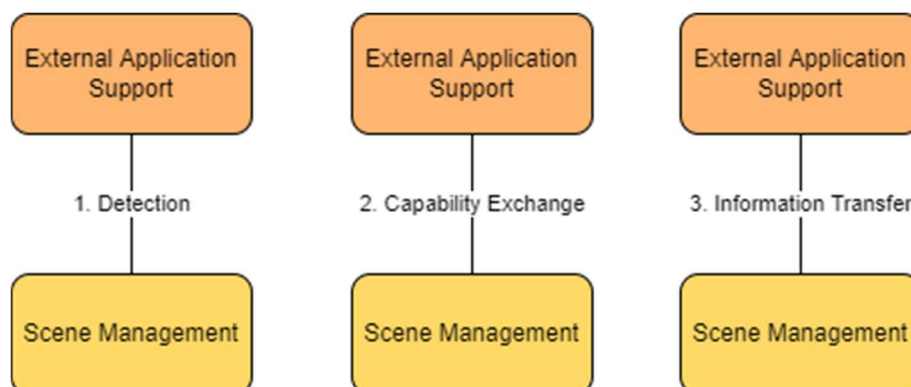 External Application
Support
External Application
Support
External Application
Support
1. Detection
2. Capability Exchange
3. Information Transfer
Scene Management
Scene Management
Scene Management